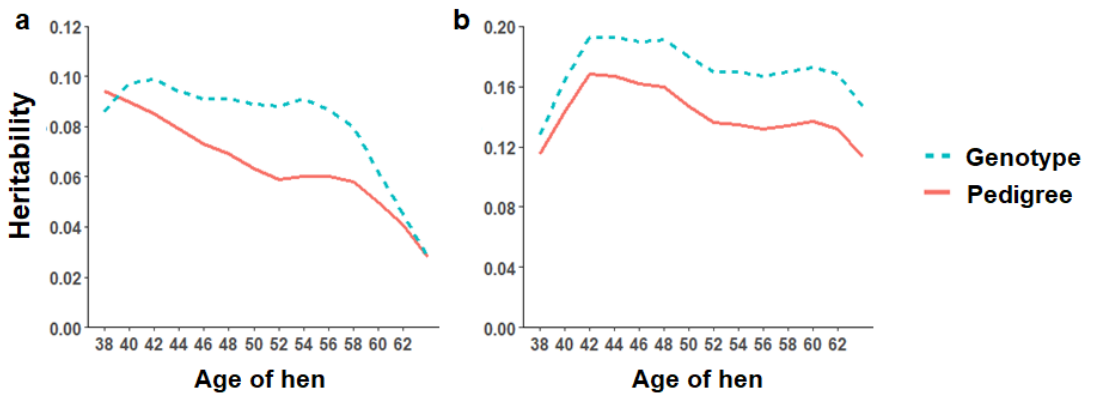 a
b
0.12
0.10
0.08
0.06
0.04
0.02
0.00
Heritability
38 40 42 44 46 48 50 52 54 56 58 60 62
Age of hen
0.20
0.16
0.12
0.08
0.04
0.00
38 40 42 44 46 48 50 52 54 56 58 60 62
Age of hen
Genotype
Pedigree